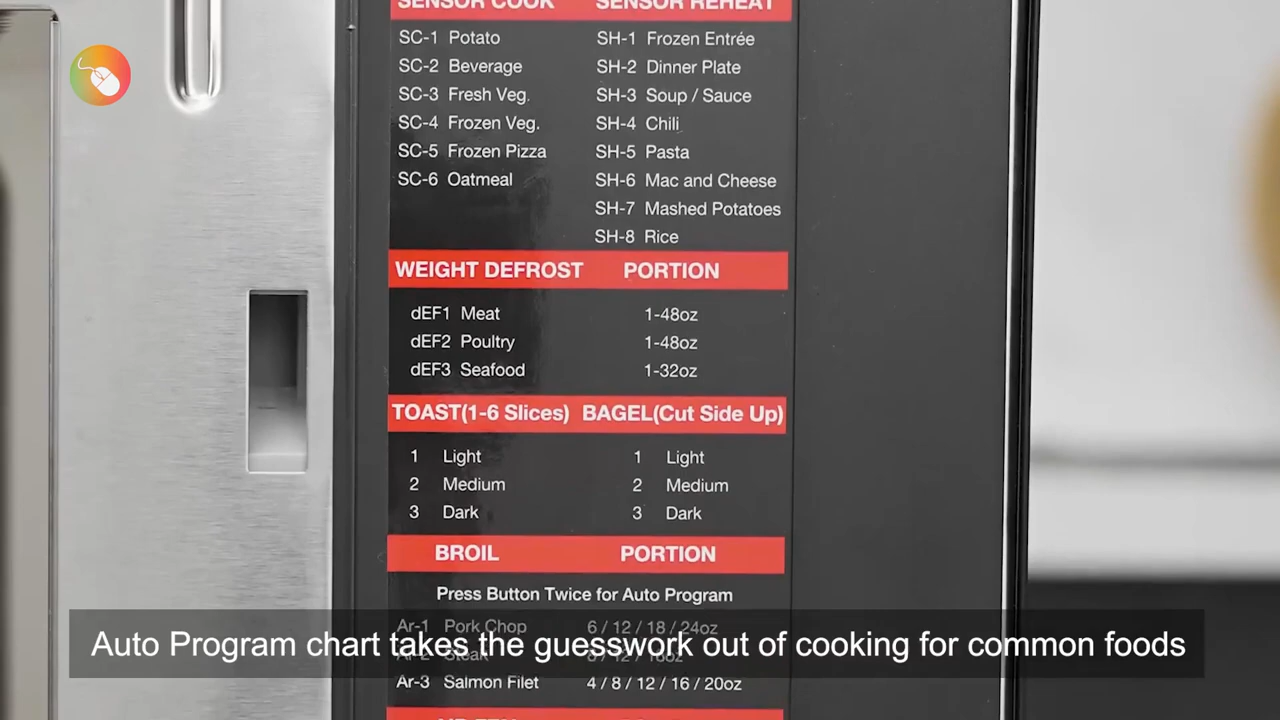 SENSOR COOK SENSOR REHEAT
SC-1 Potato SH-1 Frozen Entrée
SC-2 Beverage SH-2 Dinner Plate
SC-3 Fresh Veg. SH-3 Soup / Sauce
SC-4 Frozen Veg. SH-4 Chili
SC-5 Frozen Pizza SH-5 Pasta
SC-6 Oatmeal SH-6 Mac and Cheese
SH-7 Mashed Potatoes
SH-8 Rice
WEIGHT DEFROST PORTION
dEF1 Meat 1-48oz
dEF2 Poultry 1-48oz
dEF3 Seafood 1-32oz
TOAST(1-6 Slices) BAGEL(Cut Side Up)
1 Light 1 Light
2 Medium 2 Medium
3 Dark 3 Dark
BROIL PORTION
Press Button Twice for Auto Program
Ar-1 Pork Chop 6 / 12 / 18 / 24oz
Auto Program chart takes the guesswork out of cooking for common foods
Ar-2 Steak
Ar-3 Salmon Filet 4 / 8 / 12 / 16 / 20oz